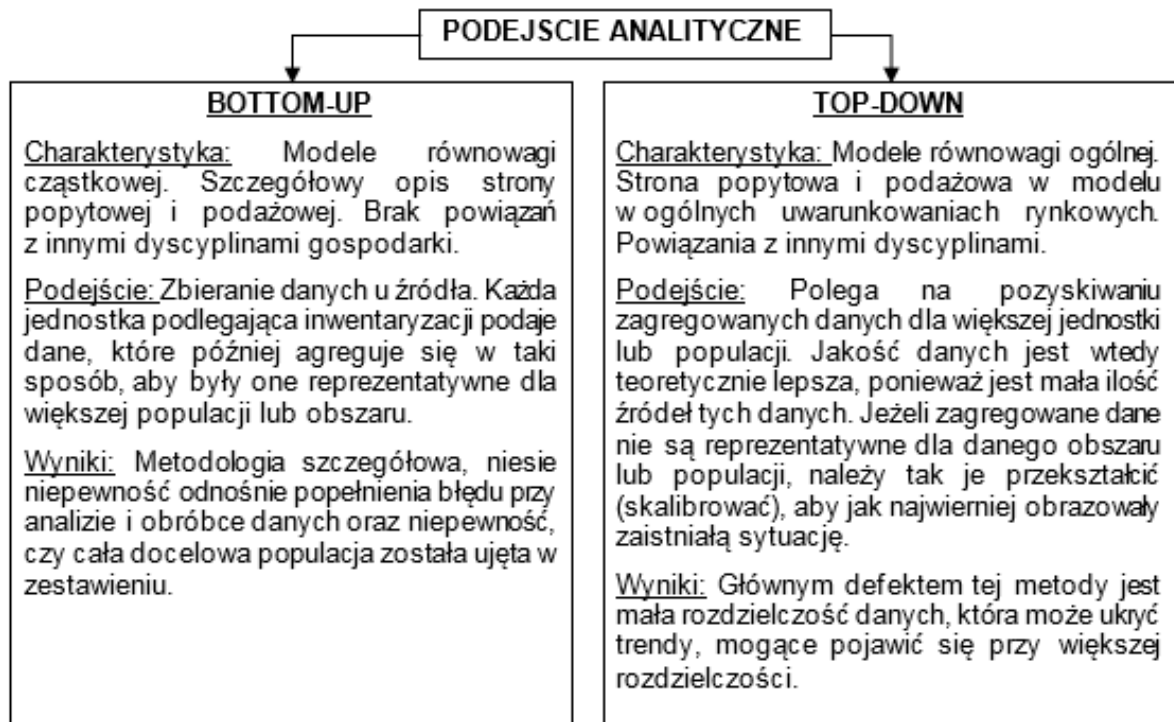 PODEJSCIE ANALITYCZNE
BOTTOM-UP
Charakterystyka: Modele równowagi
cząstkowej. Szczegółowy opis strony
popytowej i podażowej. Brak powiązań
z innymi dyscyplinami gospodarki.
Podejście: Zbieranie danych u źródła. Każda
jednostka podlegająca inwentaryzacji podaje
dane, które później agreguje się w taki
sposób, aby były one reprezentatywne dla
większej populacji lub obszaru.
Wyniki: Metodologia szczegółowa, niesie
niepewność odnośnie popełnienia błędu przy
analizie i obróbce danych oraz niepewność,
czy cała docelowa populacja została ujęta w
zestawieniu.
TOP-DOWN
Charakterystyka: Modele równowagi ogólnej.
Strona popytowa i podażowa w modelu
w ogólnych uwarunkowaniach rynkowych.
Powiązania z innymi dyscyplinami.
Podejście: Polega na pozyskiwaniu
zagregowanych danych dla większej jednostki
lub populacji. Jakość danych jest wtedy
teoretycznie lepsza, ponieważ jest mała ilość
źródeł tych danych. Jeżeli zagregowane dane
nie są reprezentatywne dla danego obszaru
lub populacji, należy tak je przekształcić
(skalibrować), aby jak najwierniej obrazowały
zaistniałą sytuację.
Wyniki: Głównym defektem tej metody jest
mała rozdzielczość danych, która może ukryć
trendy, mogące pojawić się przy większej
rozdzielczości.